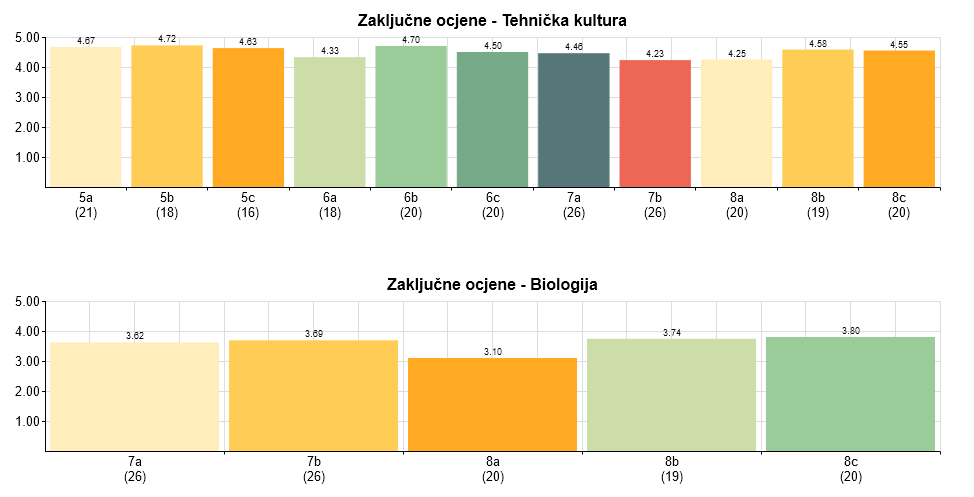 Zaključne ocjene - Tehnička kultura
5.00
4.00
3.00
2.00
1.00
4.67 4.72 4.63 4.33 4.70 4.50 4.46 4.23 4.25 4.58 4.55
5a 5b 5c 6a 6b 6c 7a 7b 8a 8b 8c
(21) (18) (16) (18) (20) (20) (26) (26) (20) (19) (20)
Zaključne ocjene - Biologija
5.00
4.00
3.00
2.00
1.00
3.62 3.69 3.10 3.74 3.80
7a 7b 8a 8b 8c
(26) (26) (20) (19) (20)